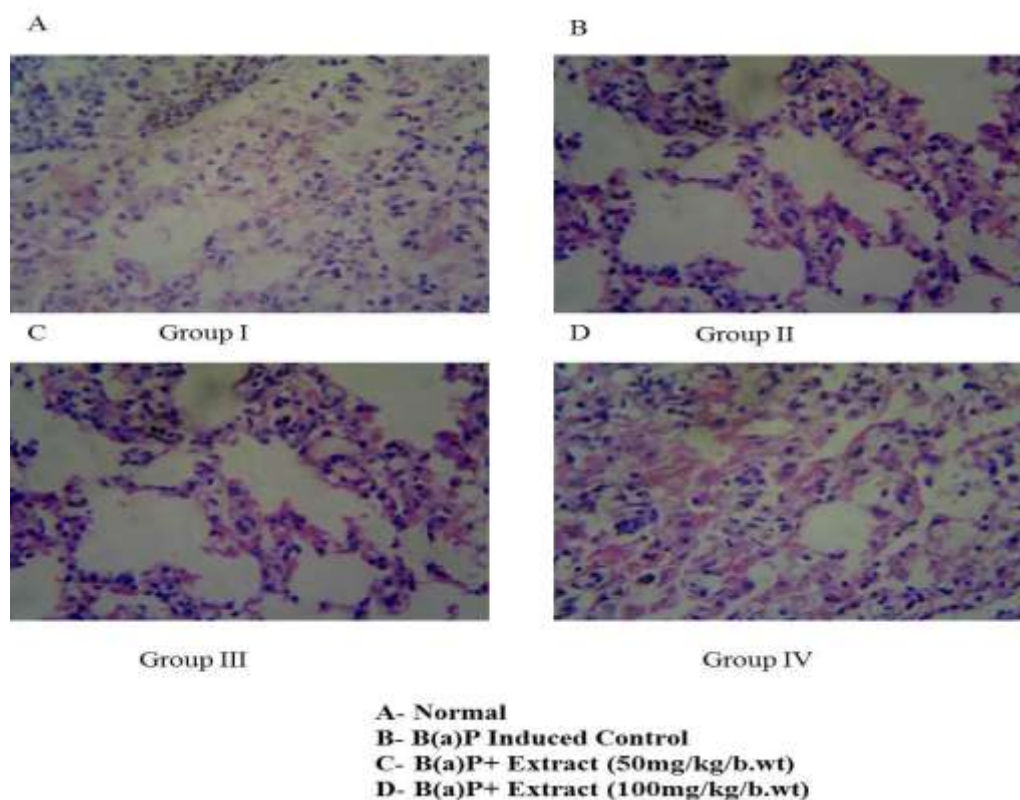 A
B
C
Group I
D
Group II
Group III
Group IV
A- Normal
B- B(a)P Induced Control
C- B(a)P+ Extract (50mg/kg/b.wt)
D- B(a)P+ Extract (100mg/kg/b.wt)